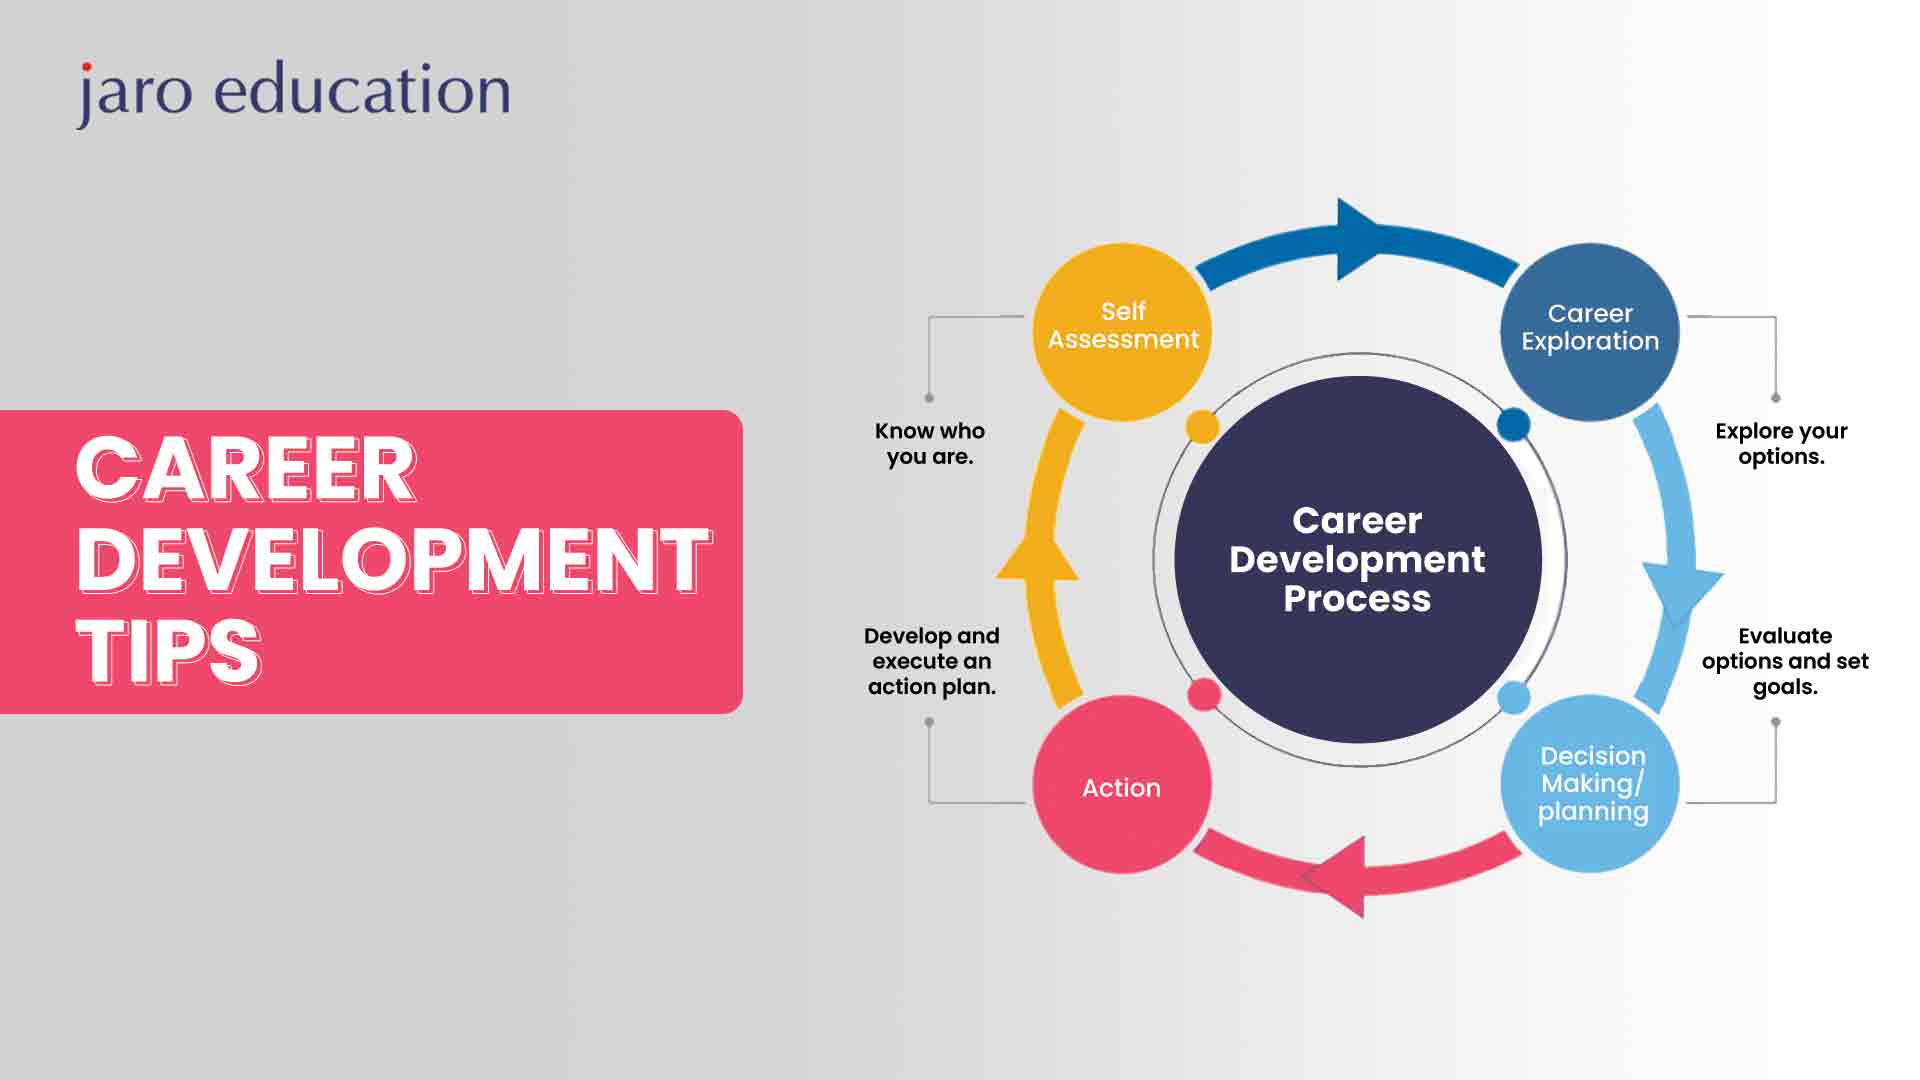 jaro education
CAREER
DEVELOPMENT
TIPS
Self
Assessment
Know who
you are.
Career
Exploration
Explore your
options.
Career
Development
Process
Develop and
execute an
action plan.
Action
Evaluate
options and set
goals.
Decision
Making/
planning